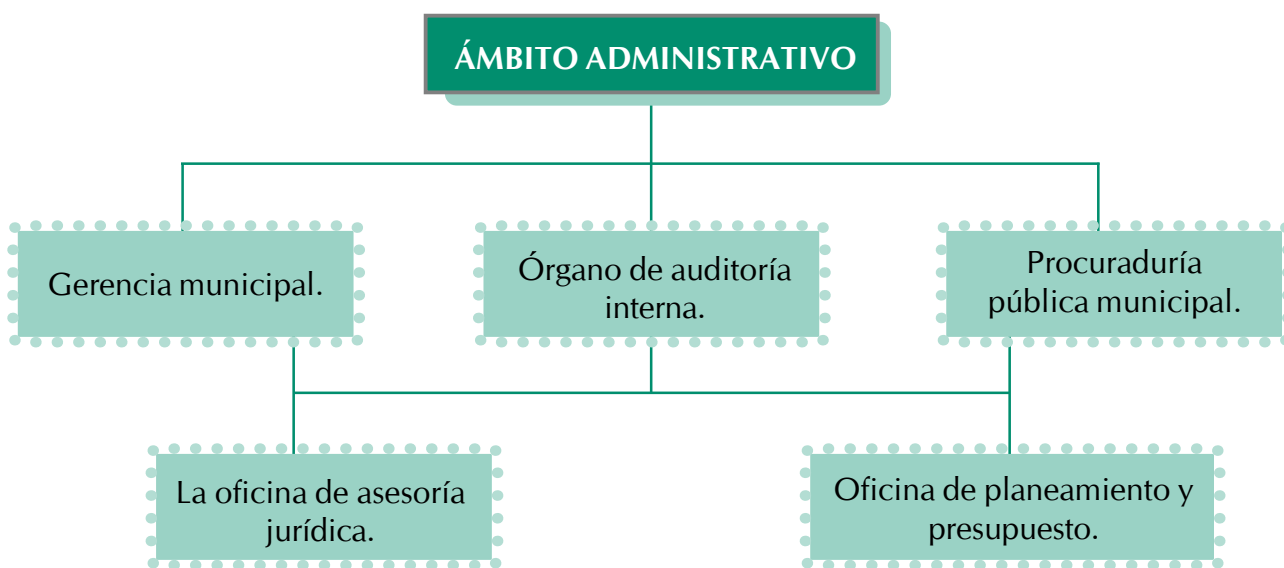 ÁMBITO ADMINISTRATIVO
Gerencia municipal.
Órgano de auditoría
interna.
Procuraduría
pública municipal.
La oficina de asesoría
jurídica.
Oficina de planeamiento y
presupuesto.